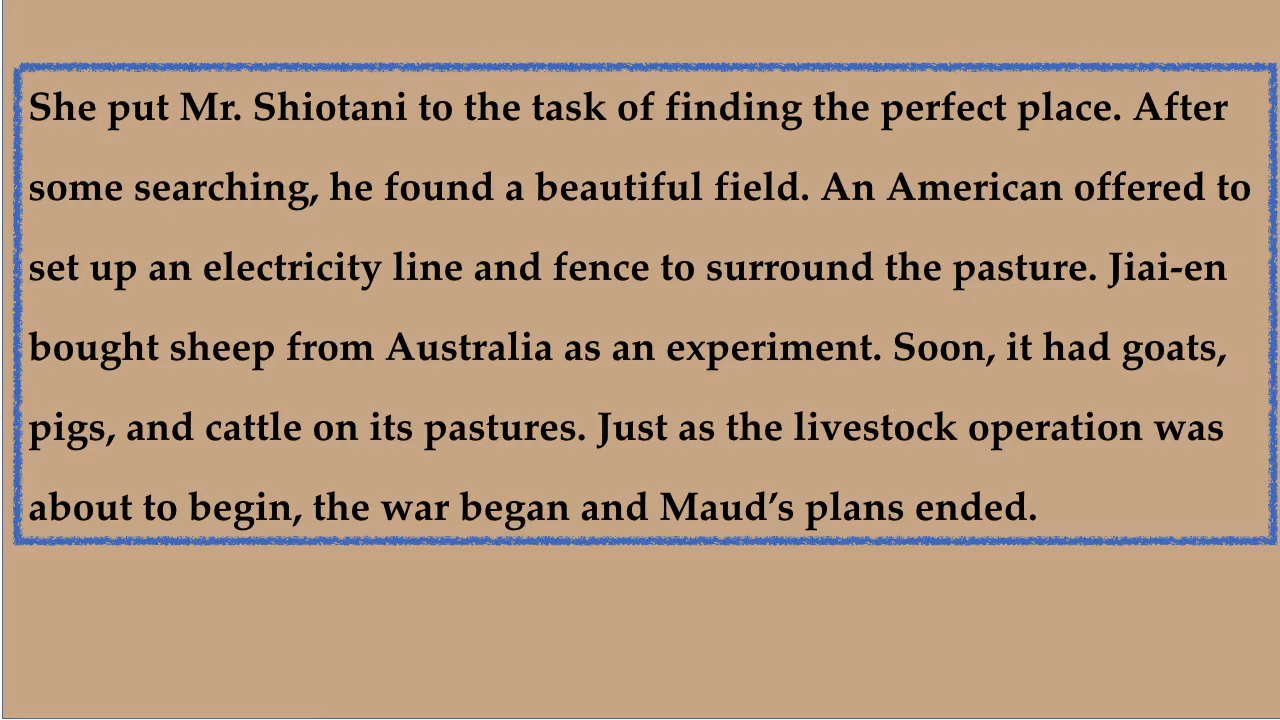 She put Mr. Shiotani to the task of finding the perfect place. After
some searching, he found a beautiful field. An American offered to
set up an electricity line and fence to surround the pasture. Jiai-en
bought sheep from Australia as an experiment. Soon, it had goats,
pigs, and cattle on its pastures. Just as the livestock operation was
about to begin, the war began and Maud’s plans ended.